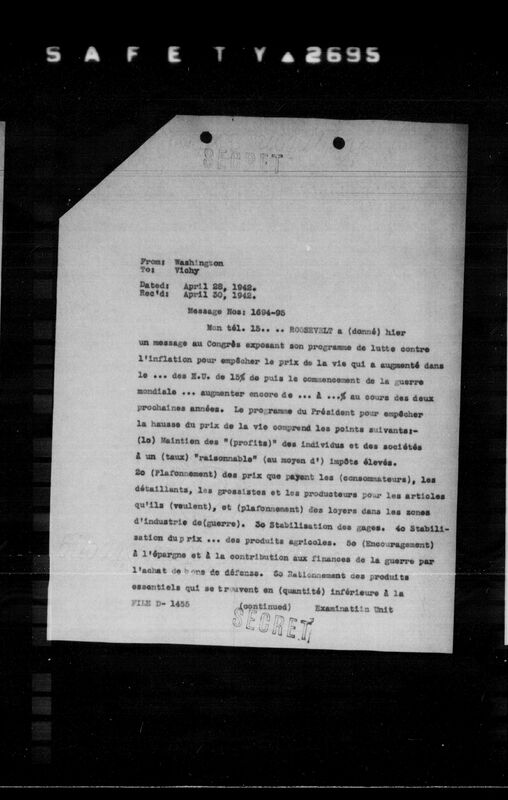 SAFETY▲2695
SECRET
From: Washington
To: Vichy
Dated: April 28, 1942.
Rec'd: April 30, 1942.
Message Nos: 1694-95
Mon tél. 15.. .. ROOSEVELT a (donné) hier
un message au Congrès exposant son programme de lutte contre
l'inflation pour empêcher le prix de la vie qui a augmenté dans
le ... des E.U. de 15% de puis le commencement de la guerre
mondiale ... augmenter encore de ... à ...% au cours des deux
prochaines années. Le programme du Président pour empêcher
la hausse du prix de la vie comprend les points suivants:-
(1o) Maintien des "(profits)" des individus et des sociétés
à un (taux) "raisonnable" (au moyen d') impôts élevés.
2o (Plafonnement) des prix que payent les (consommateurs), les
détaillants, les grossistes et les producteurs pour les articles
qu'ils (veulent), et (plafonnement) des loyers dans les zones
d'industrie de(guerre). 3o Stabilisation des gages. 4o Stabili-
sation du prix ... des produits agricoles. 5o (Encouragement)
à l'épargne et à la contribution aux finances de la guerre par
l'achat de bons de défense. 6o Rationnement des produits
essentiels qui se trouvent en (quantité) inférieure à la
FILE D- 1455 (continued) Examinatiin Unit
SECRET